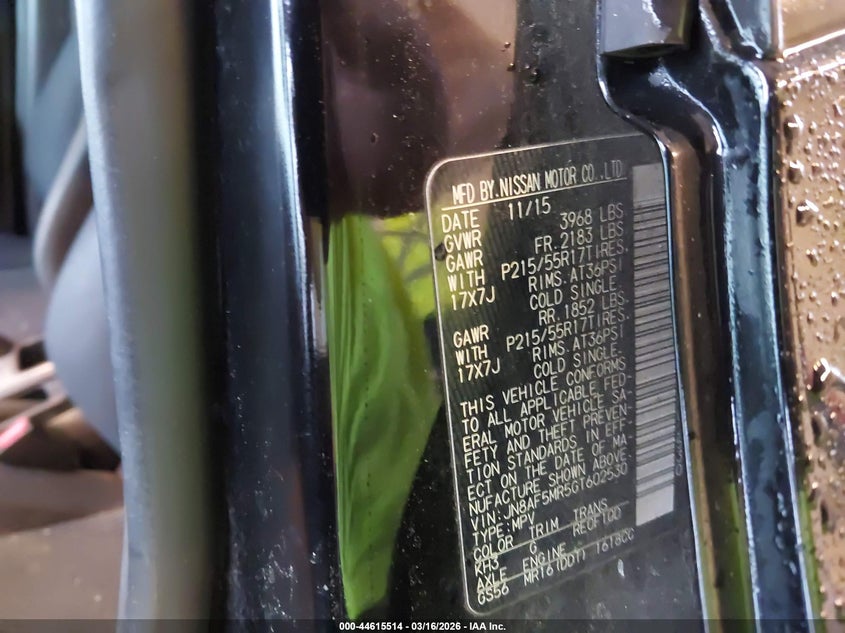 MFD BY.NISSAN MOTOR CO.,LTD
DATE 11/15
GVWR 3968 LBS
GAWR FR.2183 LBS
WITH P215/55R17TIRES.
17X7J RIMS.AT36PSI
COLD SINGLE.
GAWR RR.1852 LBS.
WITH P215/55R17TIRES.
17X7J RIMS.AT36PSI
COLD SINGLE.
THIS VEHICLE CONFORMS
TO ALL APPLICABLE FED-
ERAL MOTOR VEHICLE SA-
FETY AND THEFT PREVEN-
TION STANDARDS IN EFF
ECT ON THE DATE OF MA
NUFACTURE SHOWN ABOVE.
VIN:JN8AF5MR5GT602530
TYPE:MPV
COLOR TRIM TRANS
KH3 G RE0F10D
AXLE ENGINE
GS56 MR16(DDT) 1618CC
000-44615514 — 03/16/2026 — IAA Inc.